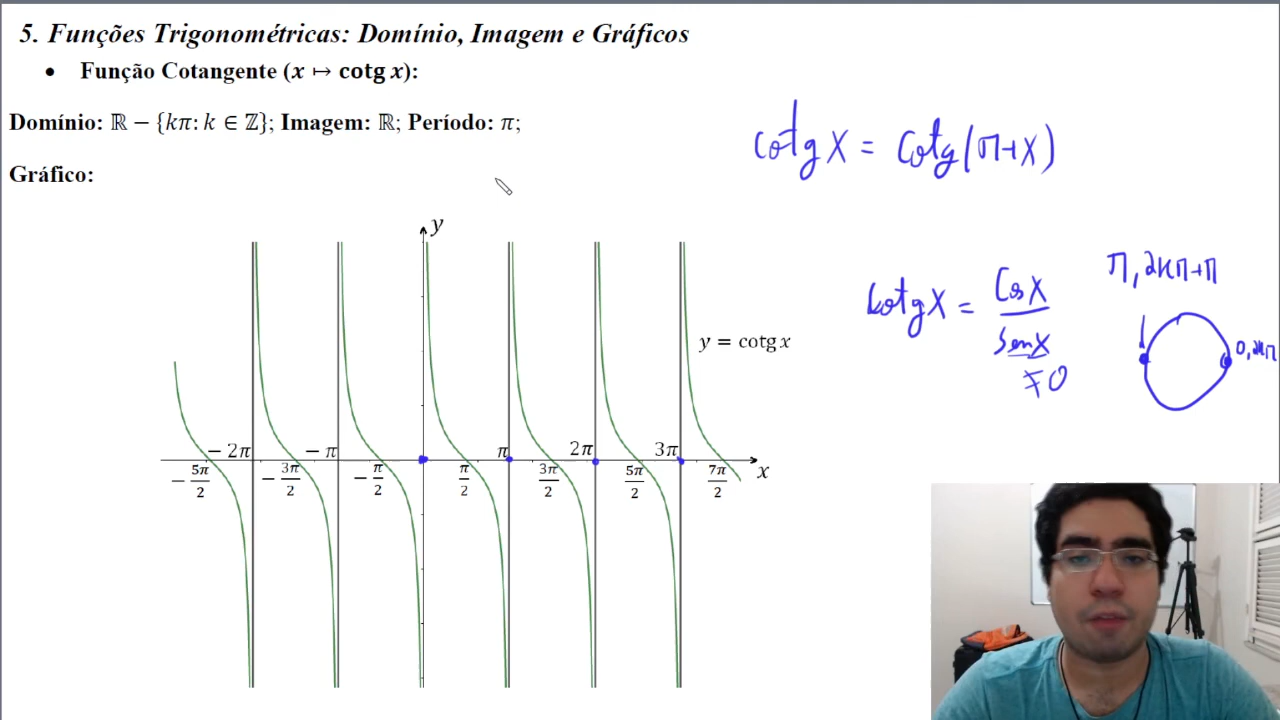 5. Funções Trigonométricas: Domínio, Imagem e Gráficos
• Função Cotangente (x ↦ cotg x):
Domínio: ℝ − {kπ: k ∈ ℤ}; Imagem: ℝ; Período: π;
Gráfico:
cotg x = cotg(π+x)
cotg x = cos x / sen x
≠ 0
π, 2kπ+π
0, 2kπ
y
y = cotg x
−2π −π π 2π 3π
x
−5π/2 −3π/2 −π/2 π/2 3π/2 5π/2 7π/2